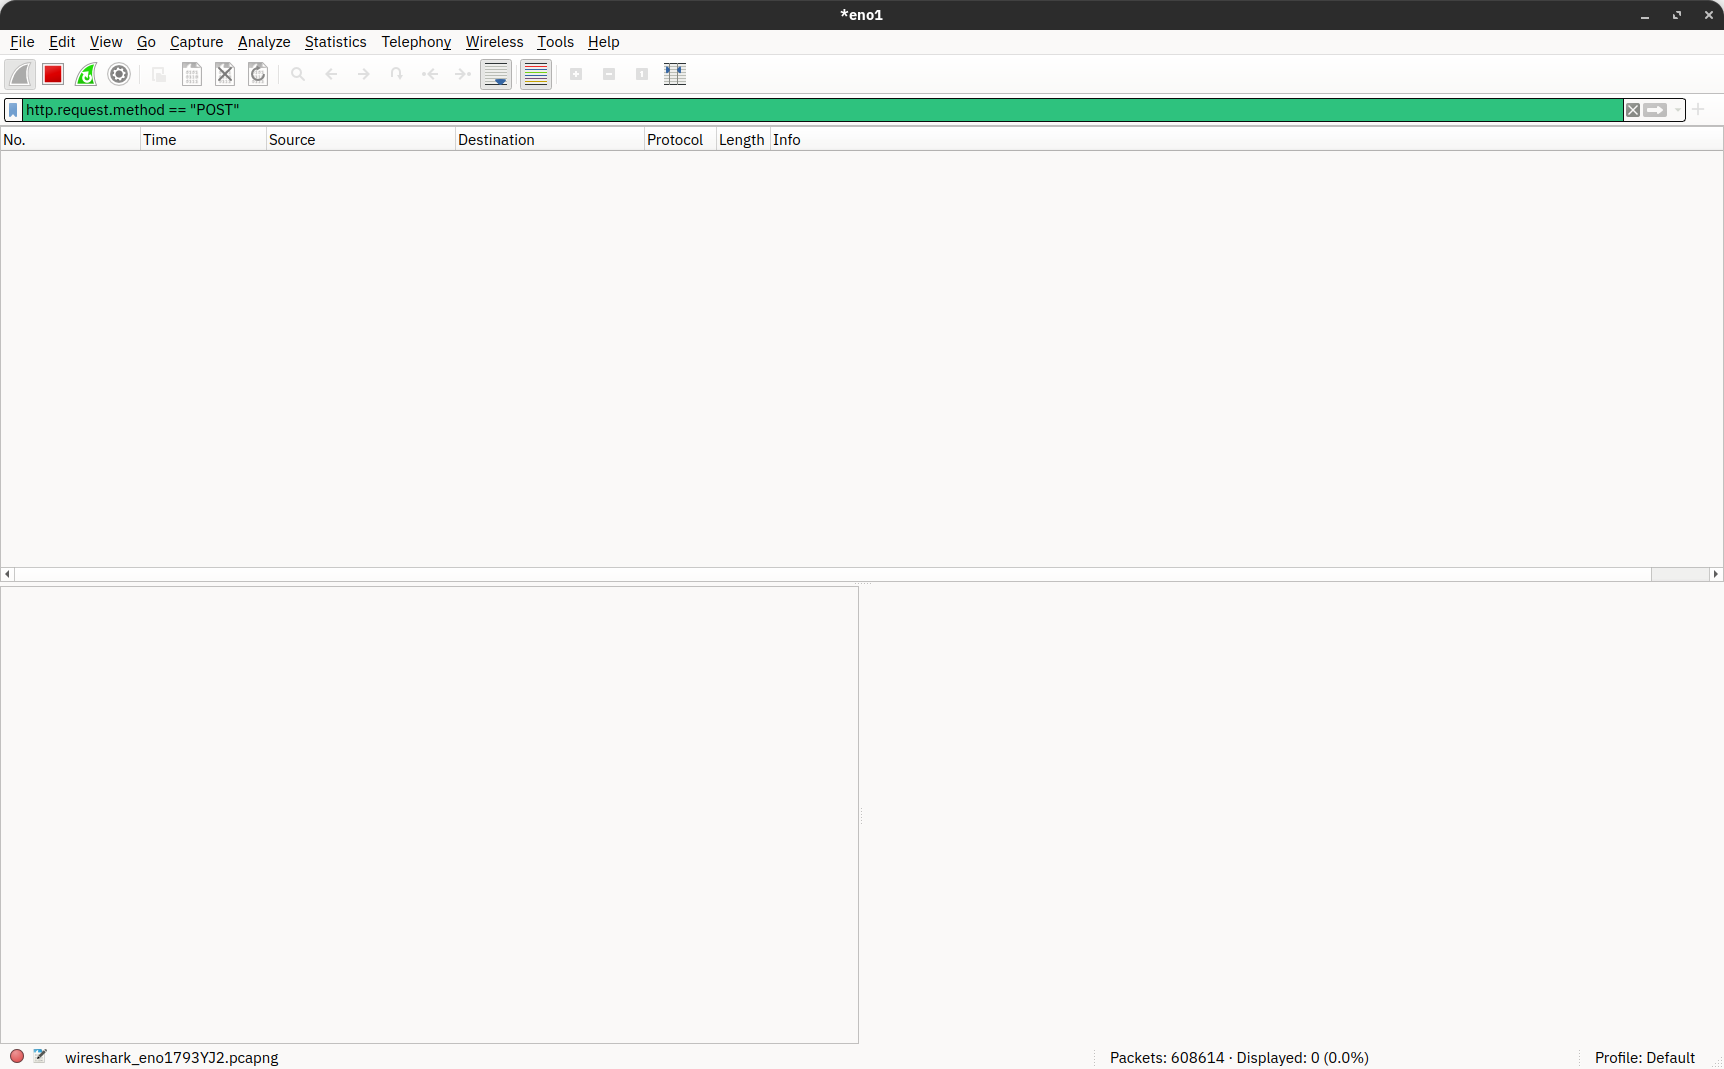 *eno1
File Edit View Go Capture Analyze Statistics Telephony Wireless Tools Help
http.request.method == "POST"
No. Time Source Destination Protocol Length Info
wireshark_eno1793YJ2.pcapng Packets: 608614 · Displayed: 0 (0.0%) Profile: Default